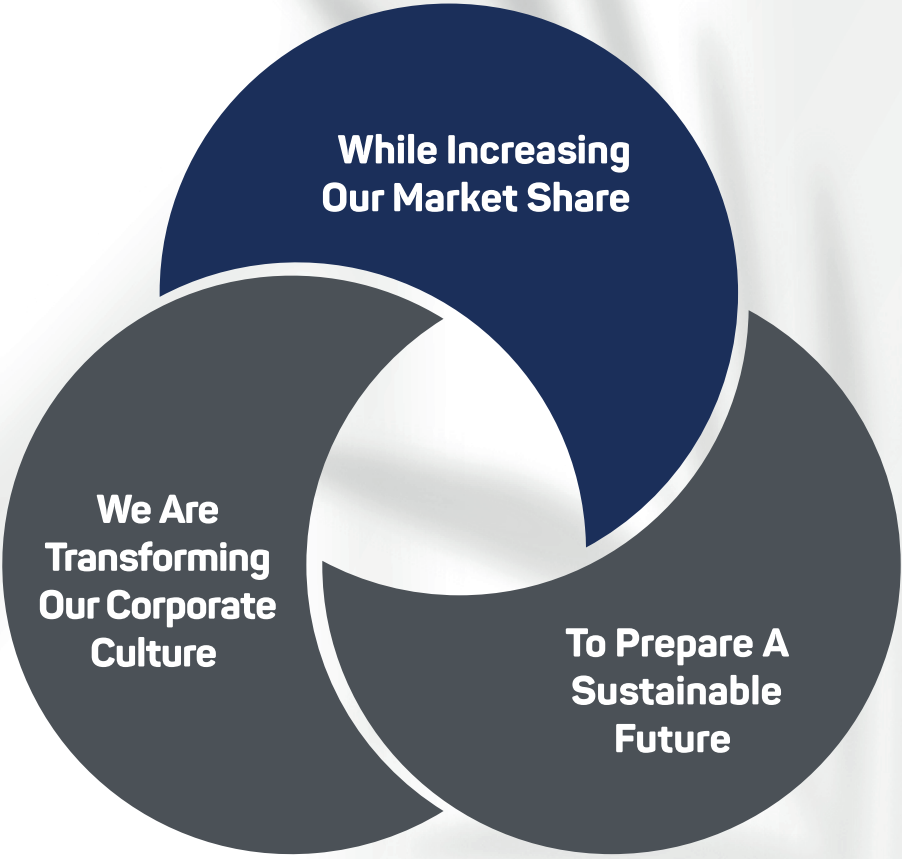 While Increasing
Our Market Share
We Are
Transforming
Our Corporate
Culture
To Prepare A
Sustainable
Future